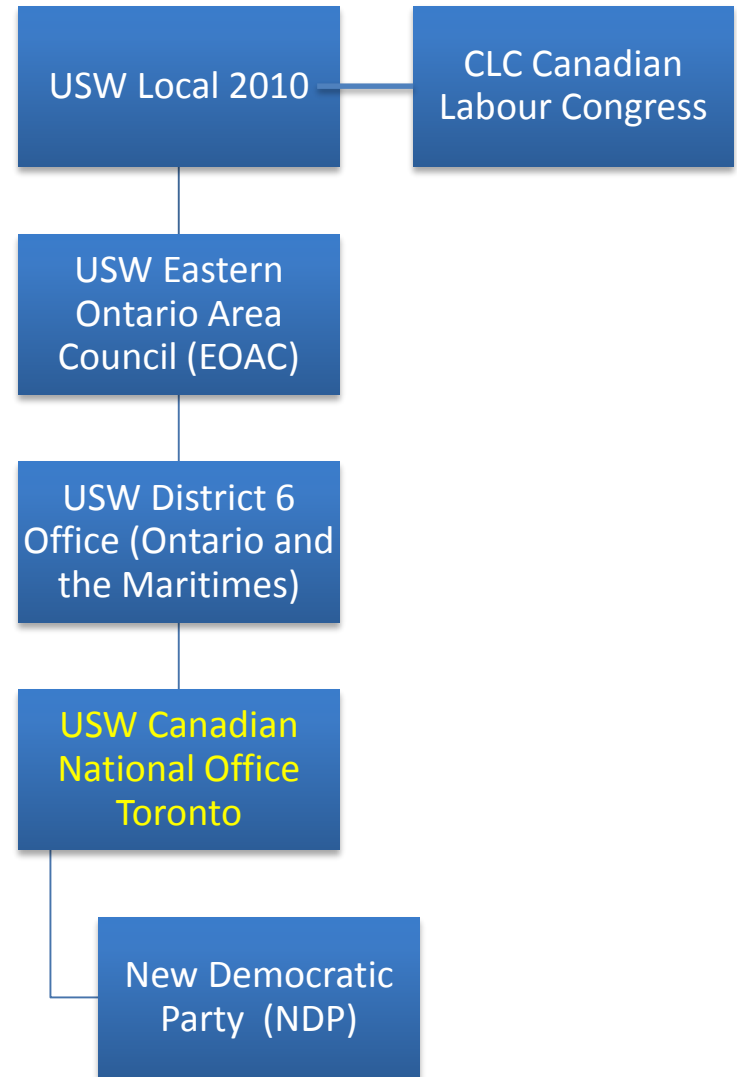 USW Local 2010
CLC Canadian
Labour Congress
USW Eastern
Ontario Area
Council (EOAC)
USW District 6
Office (Ontario and
the Maritimes)
USW Canadian
National Office
Toronto
New Democratic
Party (NDP)